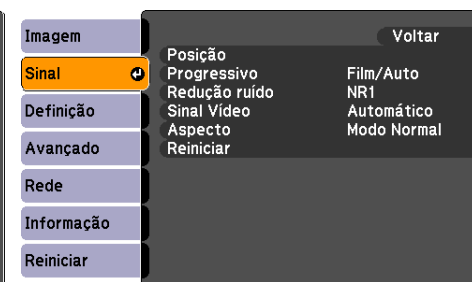 Imagem
Sinal
Definição
Avançado
Rede
Informação
Reiniciar
Voltar
Posição
Progressivo Film/Auto
Redução ruído NR1
Sinal Vídeo Automático
Aspecto Modo Normal
Reiniciar